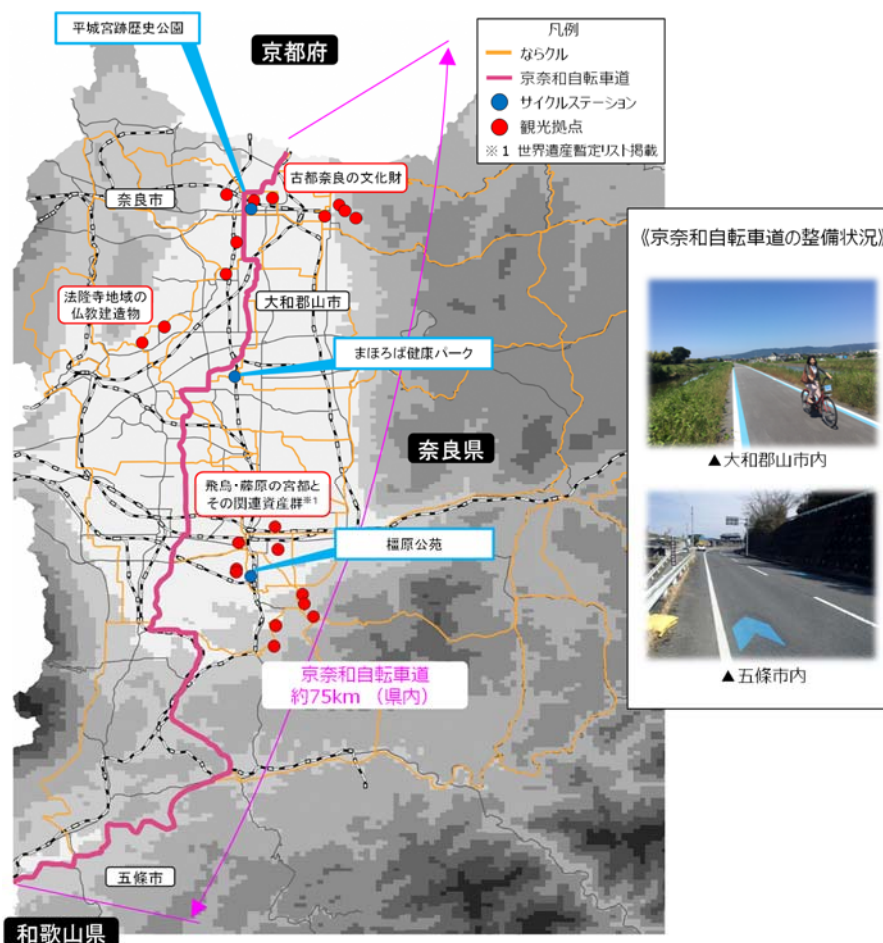 平城宮跡歴史公園
京都府
凡例
ならクル
京奈和自転車道
サイクルステーション
観光拠点
※1 世界遺産暫定リスト掲載
古都奈良の文化財
奈良市
《京奈和自転車道の整備状況》
法隆寺地域の
仏教建造物
大和郡山市
まほろば健康パーク
奈良県
▲大和郡山市内
飛鳥・藤原の宮都と
その関連資産群※1
橿原公苑
京奈和自転車道
約75km （県内）
▲五條市内
五條市
和歌山県